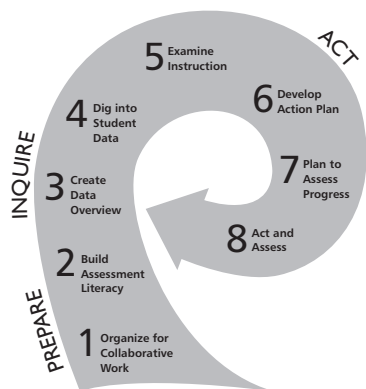 ACT
5 Examine
Instruction
6 Develop
Action Plan
4 Dig into
Student
Data
7 Plan to
Assess
Progress
INQUIRE
3 Create
Data
Overview
8 Act and
Assess
2 Build
Assessment
Literacy
PREPARE
1 Organize for
Collaborative
Work